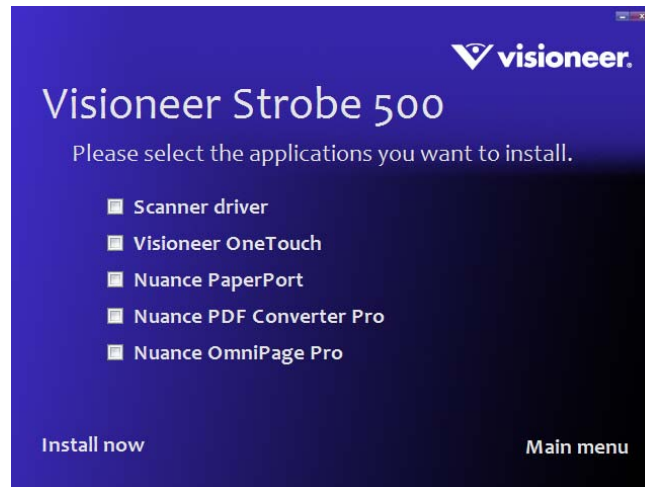 visioneer.
Visioneer Strobe 500
Please select the applications you want to install.
Scanner driver
Visioneer OneTouch
Nuance PaperPort
Nuance PDF Converter Pro
Nuance OmniPage Pro
Install now
Main menu